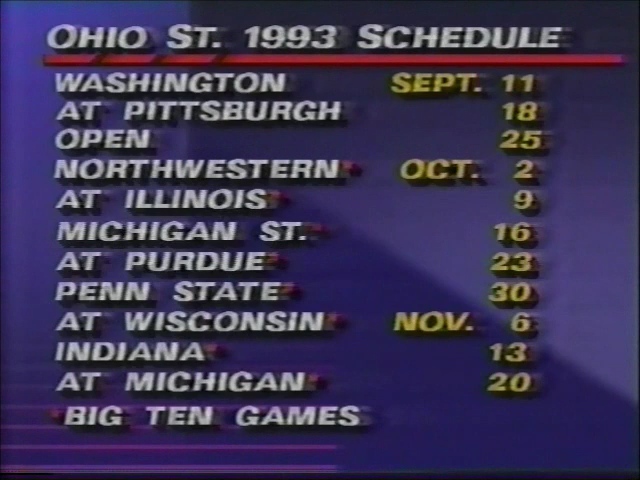 OHIO ST. 1993 SCHEDULE
WASHINGTON SEPT. 11
AT PITTSBURGH 18
OPEN 25
NORTHWESTERN* OCT. 2
AT ILLINOIS* 9
MICHIGAN ST.* 16
AT PURDUE* 23
PENN STATE* 30
AT WISCONSIN* NOV. 6
INDIANA* 13
AT MICHIGAN* 20
*BIG TEN GAMES